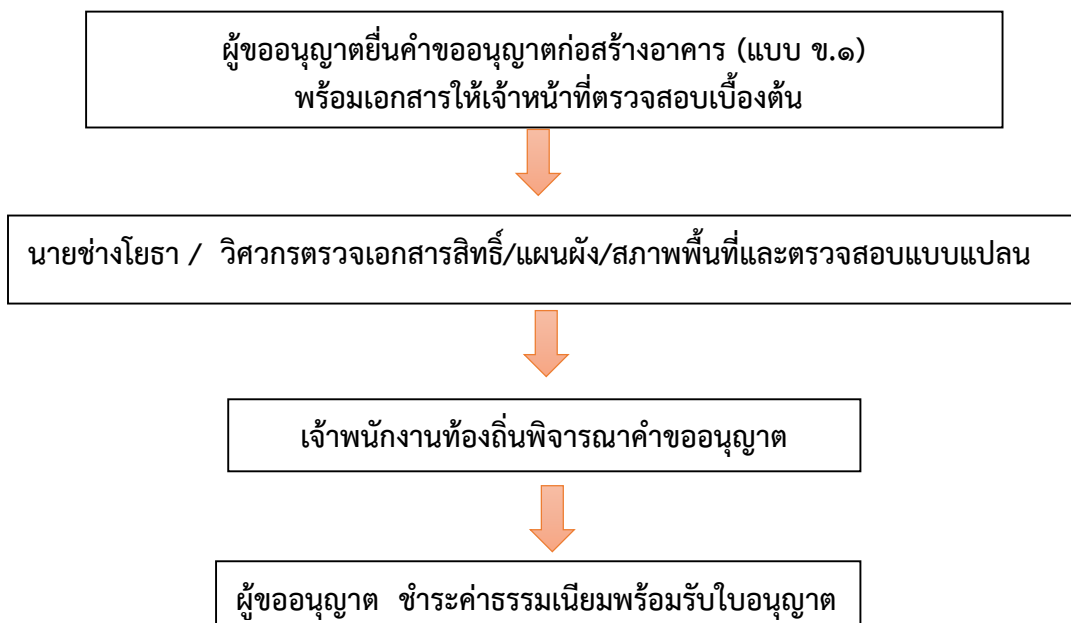 ผู้ขออนุญาตยื่นคำขออนุญาตก่อสร้างอาคาร (แบบ ข.๑)
พร้อมเอกสารให้เจ้าหน้าที่ตรวจสอบเบื้องต้น
นายช่างโยธา / วิศวกรตรวจเอกสารสิทธิ์/แผนผัง/สภาพพื้นที่และตรวจสอบแบบแปลน
เจ้าพนักงานท้องถิ่นพิจารณาคำขออนุญาต
ผู้ขออนุญาต ชำระค่าธรรมเนียมพร้อมรับใบอนุญาต